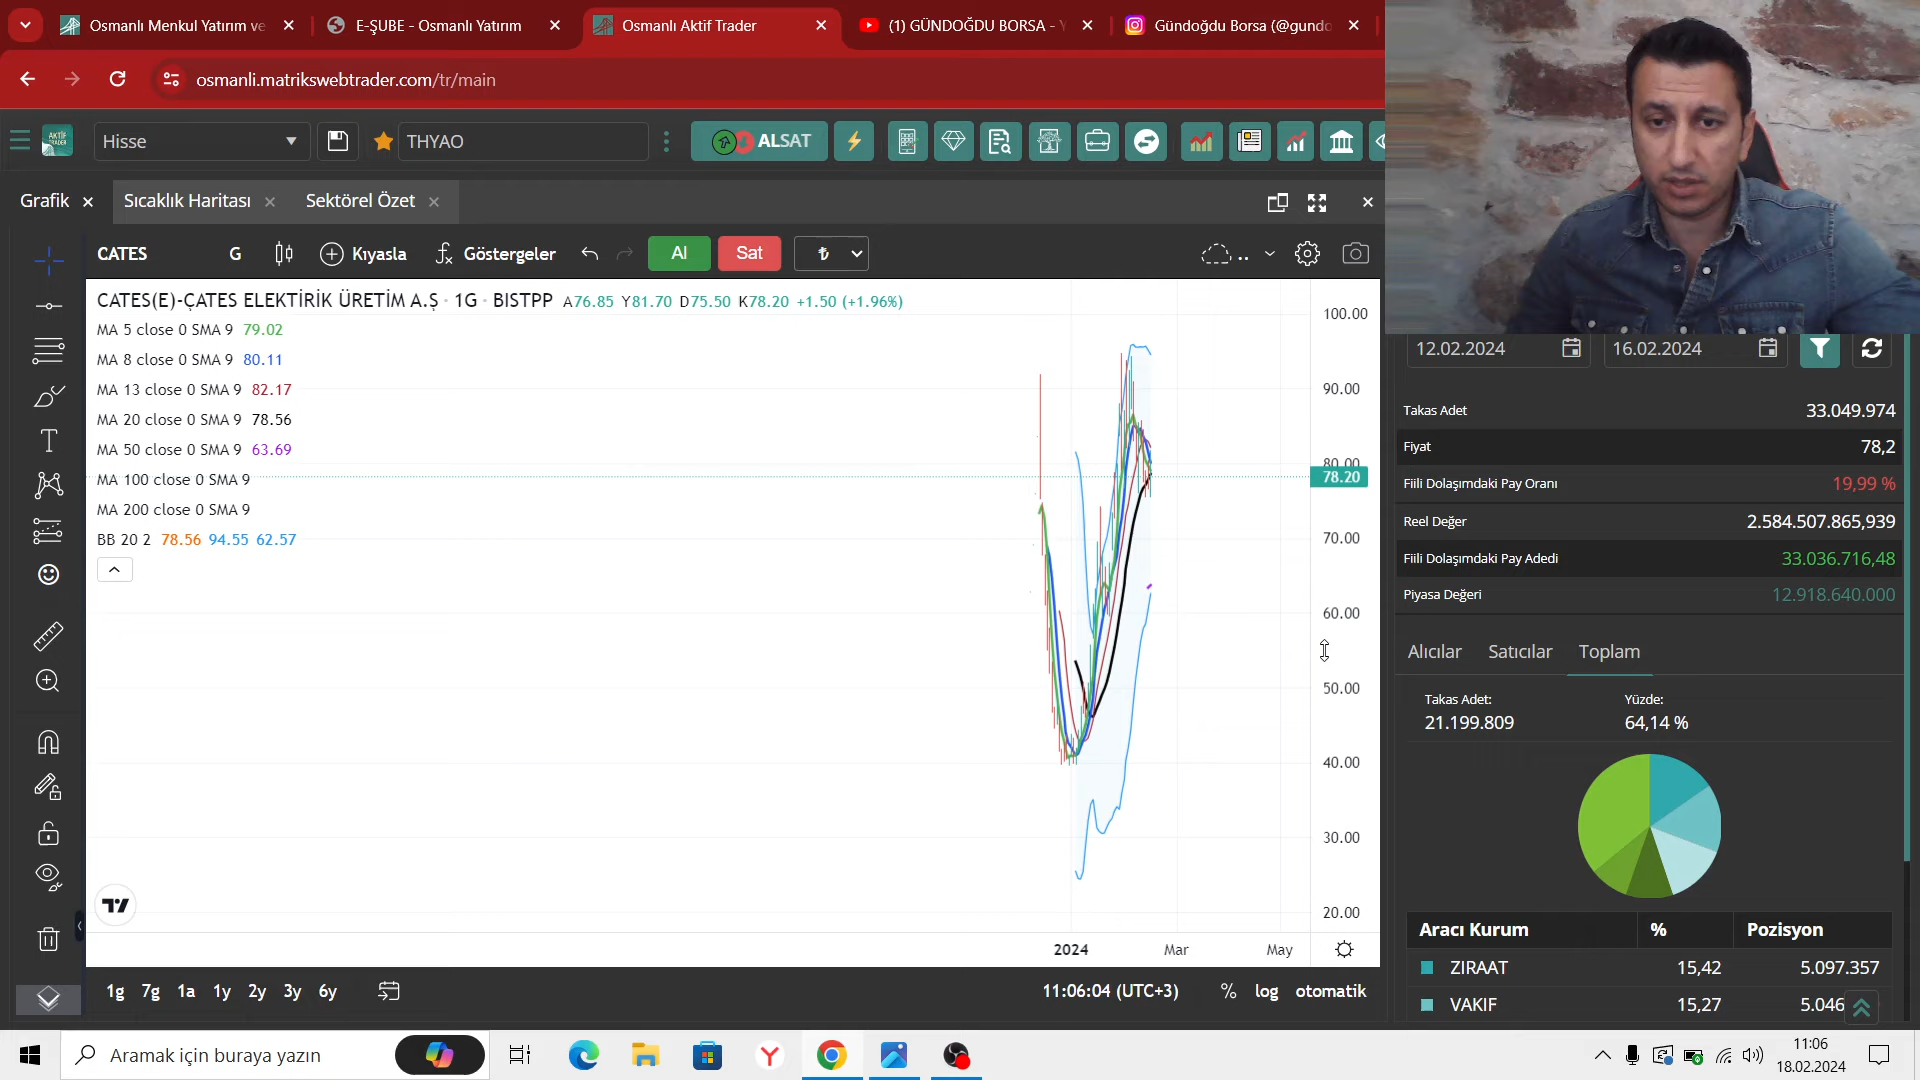 Osmanlı Menkul Yatırım ve
E-ŞUBE - Osmanlı Yatırım
Osmanlı Aktif Trader
(1) GÜNDOĞDU BORSA - Y
Gündoğdu Borsa (@gundo
osmanli.matrikswebtrader.com/tr/main
AKTİF TRADER
Hisse
THYAO
ALSAT
Grafik
Sıcaklık Haritası
Sektörel Özet
CATES
G
Kıyasla
Göstergeler
Al
Sat
₺
CATES(E)-ÇATES ELEKTİRİK ÜRETİM A.Ş · 1G · BISTPP A76.85 Y81.70 D75.50 K78.20 +1.50 (+1.96%)
MA 5 close 0 SMA 9 79.02
MA 8 close 0 SMA 9 80.11
MA 13 close 0 SMA 9 82.17
MA 20 close 0 SMA 9 78.56
MA 50 close 0 SMA 9 63.69
MA 100 close 0 SMA 9
MA 200 close 0 SMA 9
BB 20 2 78.56 94.55 62.57
100.00
90.00
80.00
78.20
70.00
60.00
50.00
40.00
30.00
20.00
2024 Mar May
1g 7g 1a 1y 2y 3y 6y
11:06:04 (UTC+3) % log otomatik
12.02.2024 16.02.2024
Takas Adet 33.049.974
Fiyat 78,2
Fiili Dolaşımdaki Pay Oranı 19,99 %
Reel Değer 2.584.507.865,939
Fiili Dolaşımdaki Pay Adedi 33.036.716,48
Piyasa Değeri 12.918.640.000
Alıcılar Satıcılar Toplam
Takas Adet: Yüzde:
21.199.809 64,14 %
Aracı Kurum % Pozisyon
ZIRAAT 15,42 5.097.357
VAKIF 15,27 5.046
Aramak için buraya yazın
11:06
18.02.2024